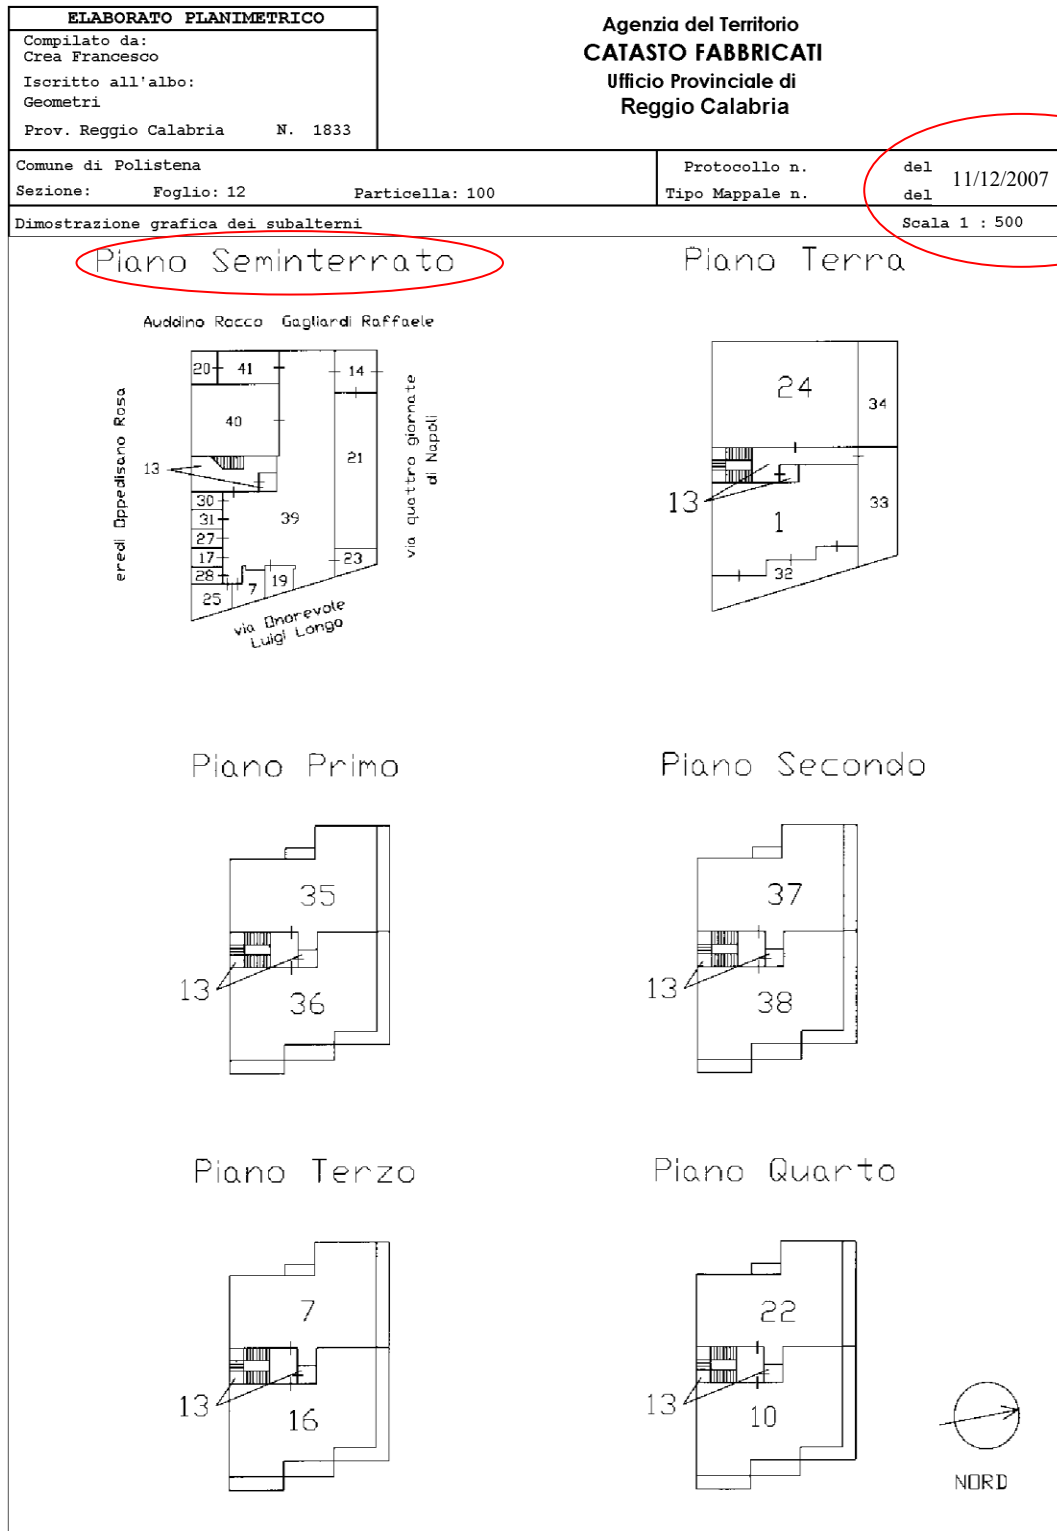 ELABORATO PLANIMETRICO
Compilato da:
Crea Francesco
Iscritto all'albo:
Geometri
Prov. Reggio Calabria N. 1833
Agenzia del Territorio
CATASTO FABBRICATI
Ufficio Provinciale di
Reggio Calabria
Comune di Polistena
Sezione: Foglio: 12 Particella: 100
Protocollo n. del
11/12/2007
Tipo Mappale n. del
Dimostrazione grafica dei subalterni
Scala 1 : 500
Piano Seminterrato
Auddino Rocco Gagliardi Raffaele
eredi Oppedisano Rosa
via quattro giornate
di Napoli
20 41 14
40
21
13
30
31 39
27
17
28 23
25 7 19
via Onorevole
Luigi Longo
Piano Terra
24
34
13
33
1
32
Piano Primo
35
13
36
Piano Secondo
37
13
38
Piano Terzo
7
13
16
Piano Quarto
22
13
10
NORD